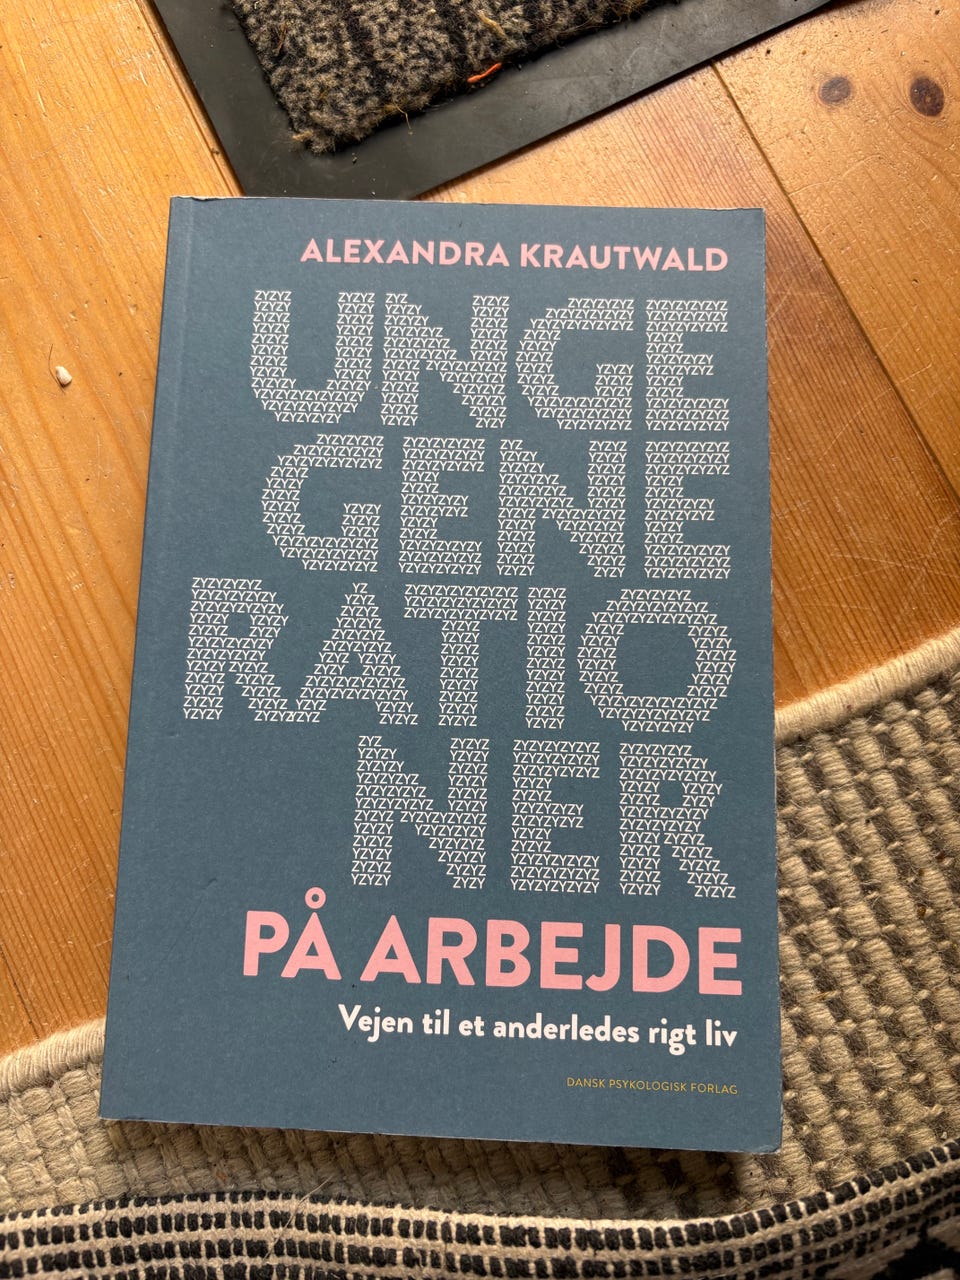 ALEXANDRA KRAUTWALD
UNGE
GENE
RATIO
NER
PÅ ARBEJDE
Vejen til et anderledes rigt liv
DANSK PSYKOLOGISK FORLAG